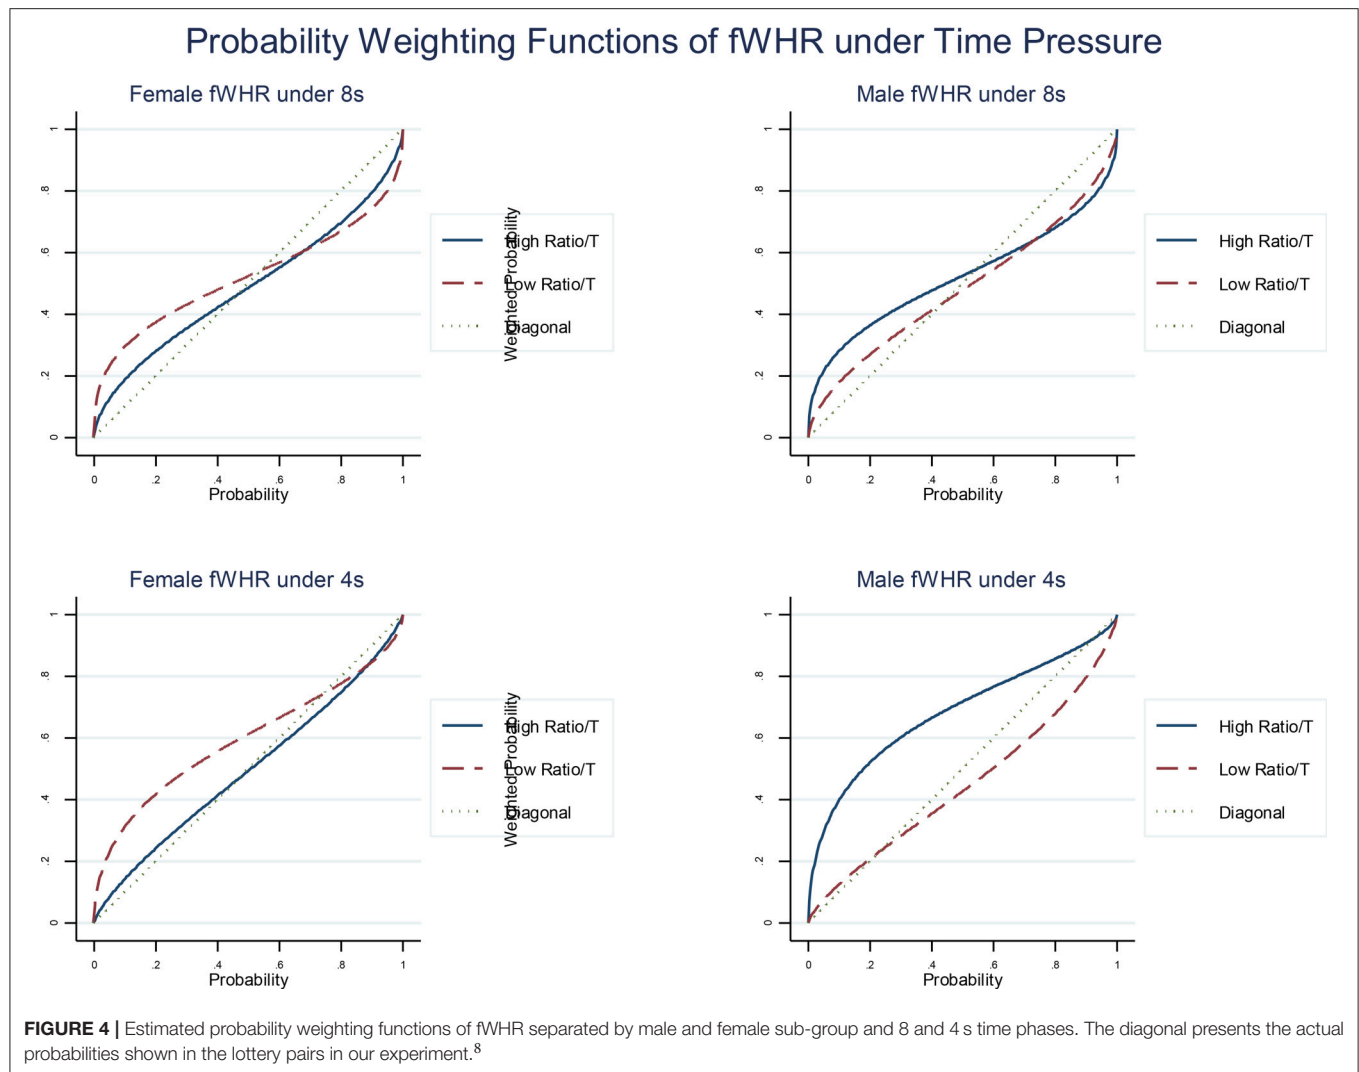 Probability Weighting Functions of fWHR under Time Pressure
Female fWHR under 8s
1
.8
.6
.4
.2
0
0 .2 .4 .6 .8 1
Probability
High Ratio/T
Low Ratio/T
Diagonal
Male fWHR under 8s
Weighted Probability
1
.8
.6
.4
.2
0
0 .2 .4 .6 .8 1
Probability
High Ratio/T
Low Ratio/T
Diagonal
Female fWHR under 4s
1
.8
.6
.4
.2
0
0 .2 .4 .6 .8 1
Probability
High Ratio/T
Low Ratio/T
Diagonal
Male fWHR under 4s
Weighted Probability
1
.8
.6
.4
.2
0
0 .2 .4 .6 .8 1
Probability
High Ratio/T
Low Ratio/T
Diagonal
FIGURE 4 | Estimated probability weighting functions of fWHR separated by male and female sub-group and 8 and 4 s time phases. The diagonal presents the actual
probabilities shown in the lottery pairs in our experiment.8